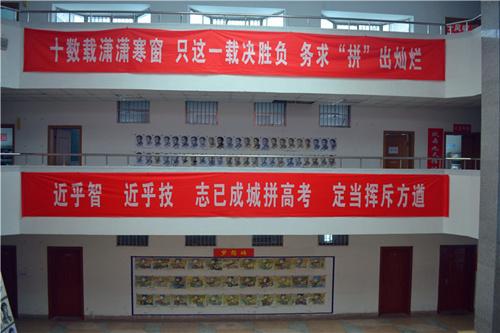 十数载潇潇寒窗 只这一载决胜负 务求“拼”出灿烂
近乎智 近乎技 志已成城拼高考 定当挥斥方遒